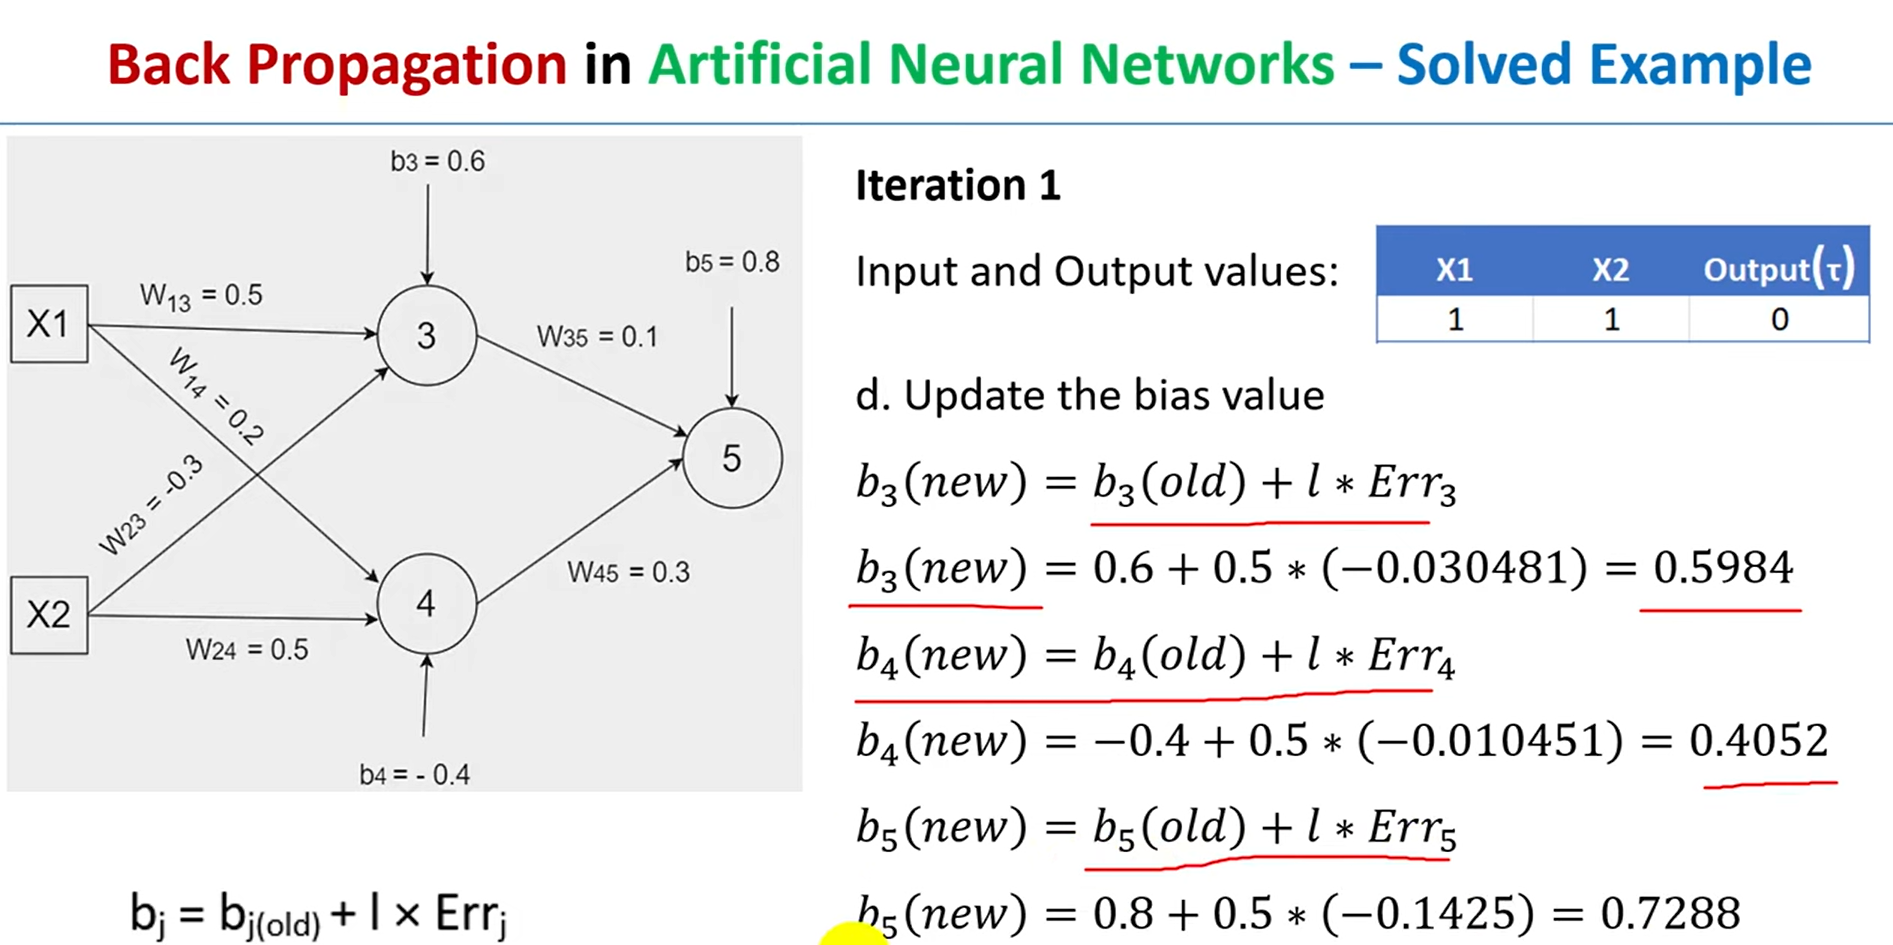 Back Propagation in Artificial Neural Networks – Solved Example
b3 = 0.6
b5 = 0.8
X1
W13 = 0.5
3
W35 = 0.1
W14 = 0.2
5
W23 = -0.3
W45 = 0.3
X2
4
W24 = 0.5
b4 = - 0.4
bj = bj(old) + l × Errj
Iteration 1
Input and Output values:
X1 X2 Output(τ)
1 1 0
d. Update the bias value
b₃(new) = b₃(old) + l ∗ Err₃
b₃(new) = 0.6 + 0.5 ∗ (−0.030481) = 0.5984
b₄(new) = b₄(old) + l ∗ Err₄
b₄(new) = −0.4 + 0.5 ∗ (−0.010451) = 0.4052
b₅(new) = b₅(old) + l ∗ Err₅
b₅(new) = 0.8 + 0.5 ∗ (−0.1425) = 0.7288